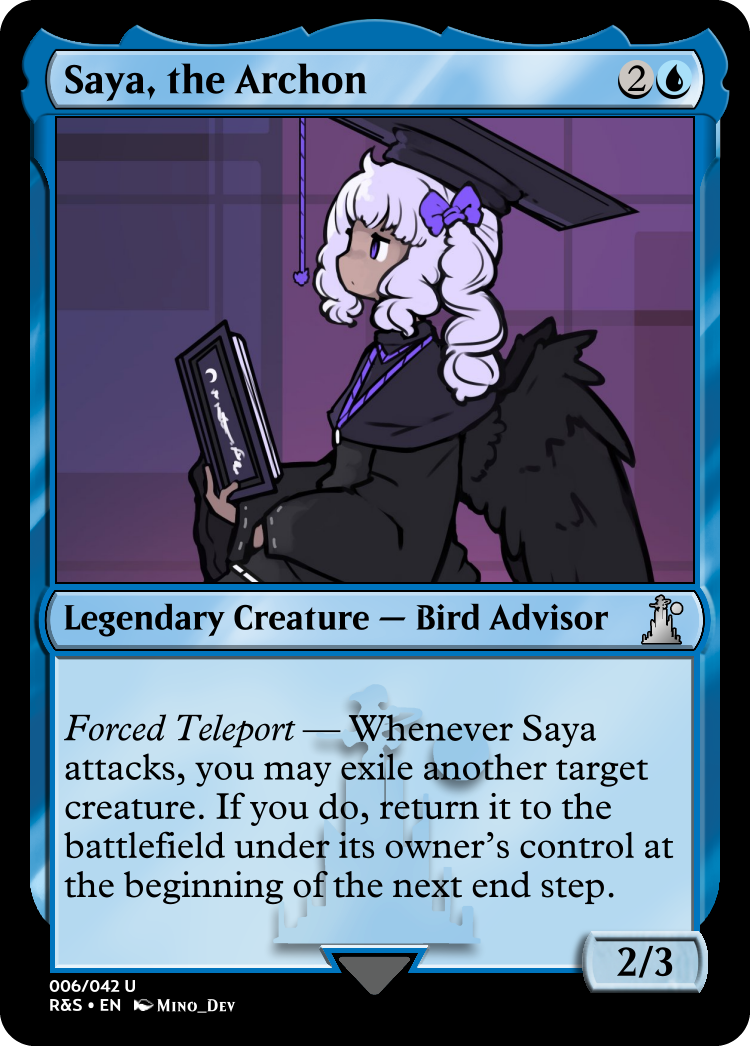 Saya, the Archon 2
Legendary Creature — Bird Advisor
Forced Teleport — Whenever Saya
attacks, you may exile another target
creature. If you do, return it to the
battlefield under its owner's control at
the beginning of the next end step.
2/3
006/042 U
R&S • EN Mino_Dev